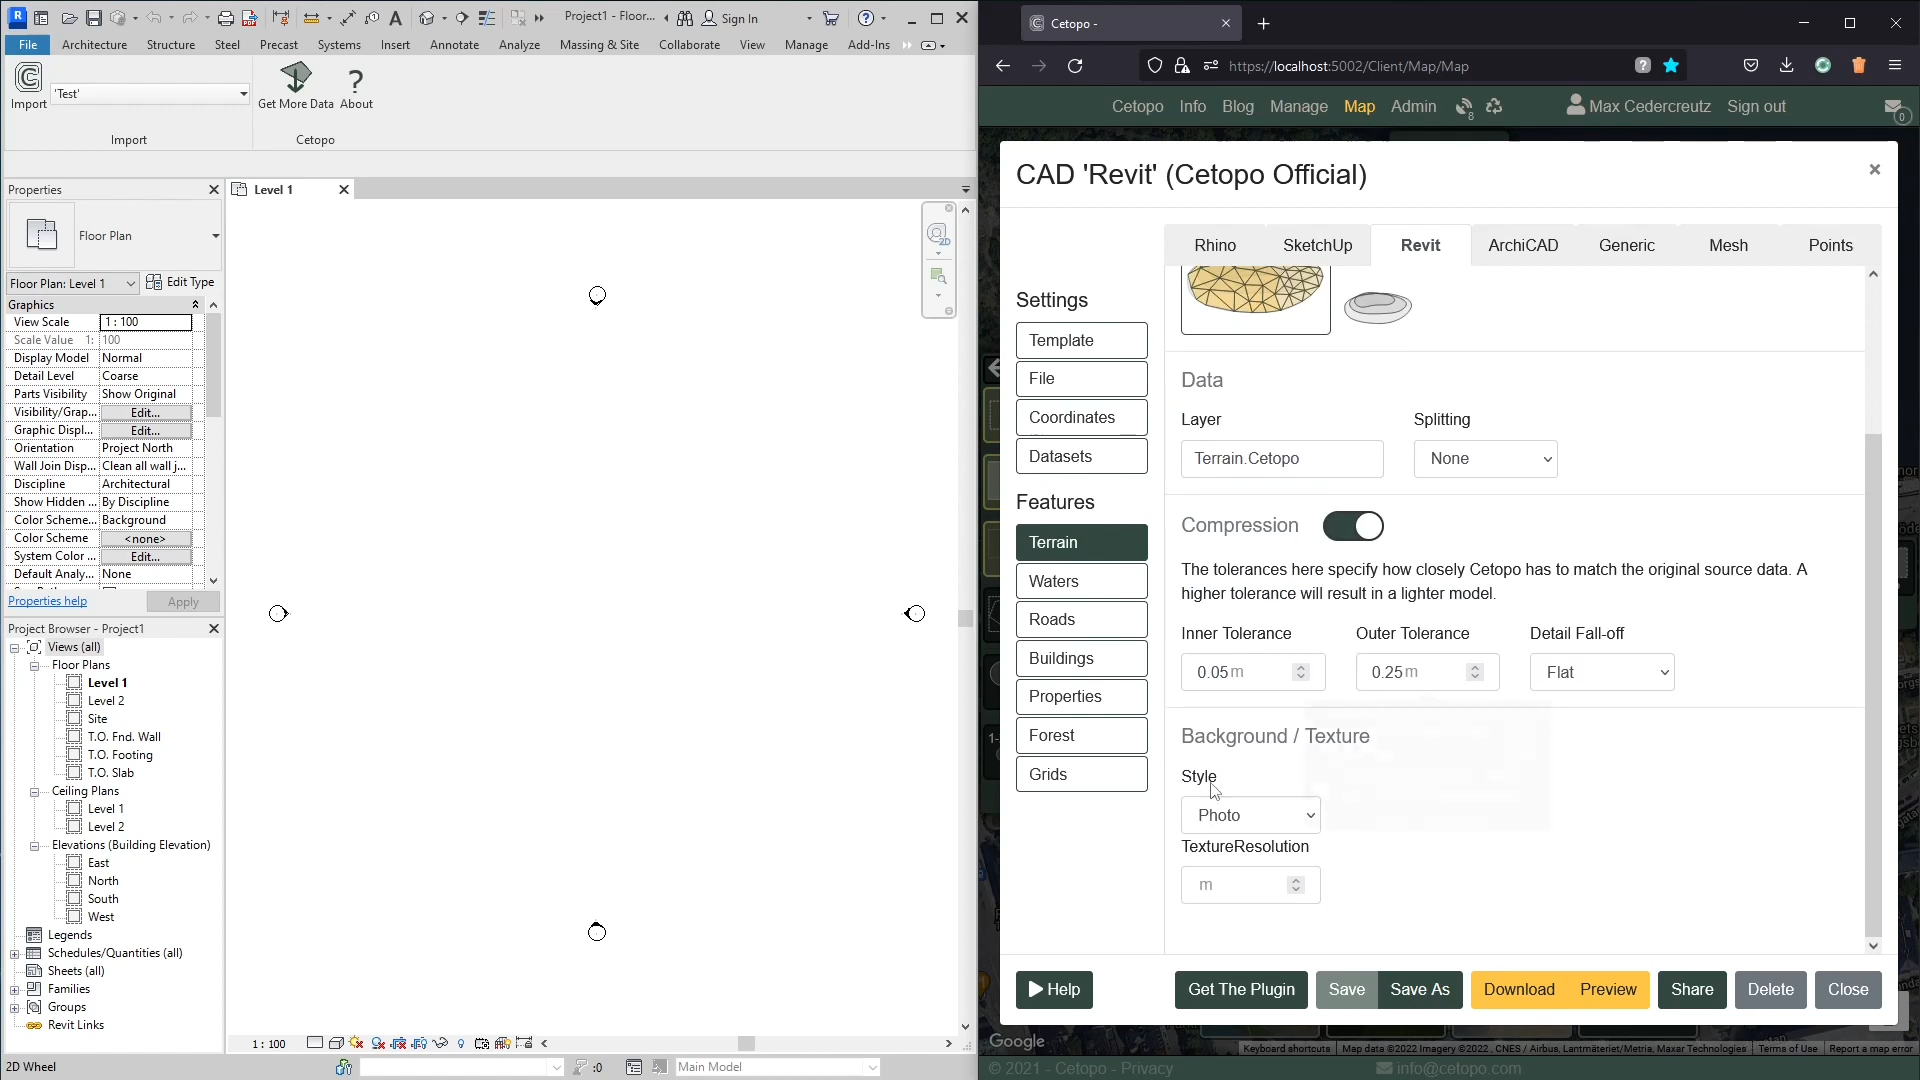 Project1 - Floor...
Sign In
File
Architecture
Structure
Steel
Precast
Systems
Insert
Annotate
Analyze
Massing & Site
Collaborate
View
Manage
Add-Ins
Import
'Test'
Get More Data
About
Import
Cetopo
Properties
Floor Plan
Floor Plan: Level 1
Edit Type
Graphics
View Scale 1 : 100
Scale Value 1: 100
Display Model Normal
Detail Level Coarse
Parts Visibility Show Original
Visibility/Grap... Edit...
Graphic Displ... Edit...
Orientation Project North
Wall Join Disp... Clean all wall j...
Discipline Architectural
Show Hidden ... By Discipline
Color Scheme... Background
Color Scheme <none>
System Color ... Edit...
Default Analy... None
Properties help
Apply
Project Browser - Project1
Views (all)
Floor Plans
Level 1
Level 2
Site
T.O. Fnd. Wall
T.O. Footing
T.O. Slab
Ceiling Plans
Level 1
Level 2
Elevations (Building Elevation)
East
North
South
West
Legends
Schedules/Quantities (all)
Sheets (all)
Families
Groups
Revit Links
2D Wheel
Level 1
2D
1 : 100
:0
Main Model
Cetopo -
https://localhost:5002/Client/Map/Map
Cetopo
Info
Blog
Manage
Map
Admin
8
Max Cedercreutz
Sign out
0
CAD 'Revit' (Cetopo Official)
Rhino
SketchUp
Revit
ArchiCAD
Generic
Mesh
Points
Settings
Template
File
Coordinates
Datasets
Features
Terrain
Waters
Roads
Buildings
Properties
Forest
Grids
Data
Layer
Splitting
Terrain.Cetopo
None
Compression
The tolerances here specify how closely Cetopo has to match the original source data. A
higher tolerance will result in a lighter model.
Inner Tolerance
Outer Tolerance
Detail Fall-off
0.05 m
0.25 m
Flat
Background / Texture
Style
Photo
TextureResolution
m
Help
Get The Plugin
Save
Save As
Download
Preview
Share
Delete
Close
Google
Keyboard shortcuts
Map data ©2022 Imagery ©2022 , CNES / Airbus, Lantmäteriet/Metria, Maxar Technologies
Terms of Use
Report a map error
© 2021 - Cetopo - Privacy
info@cetopo.com